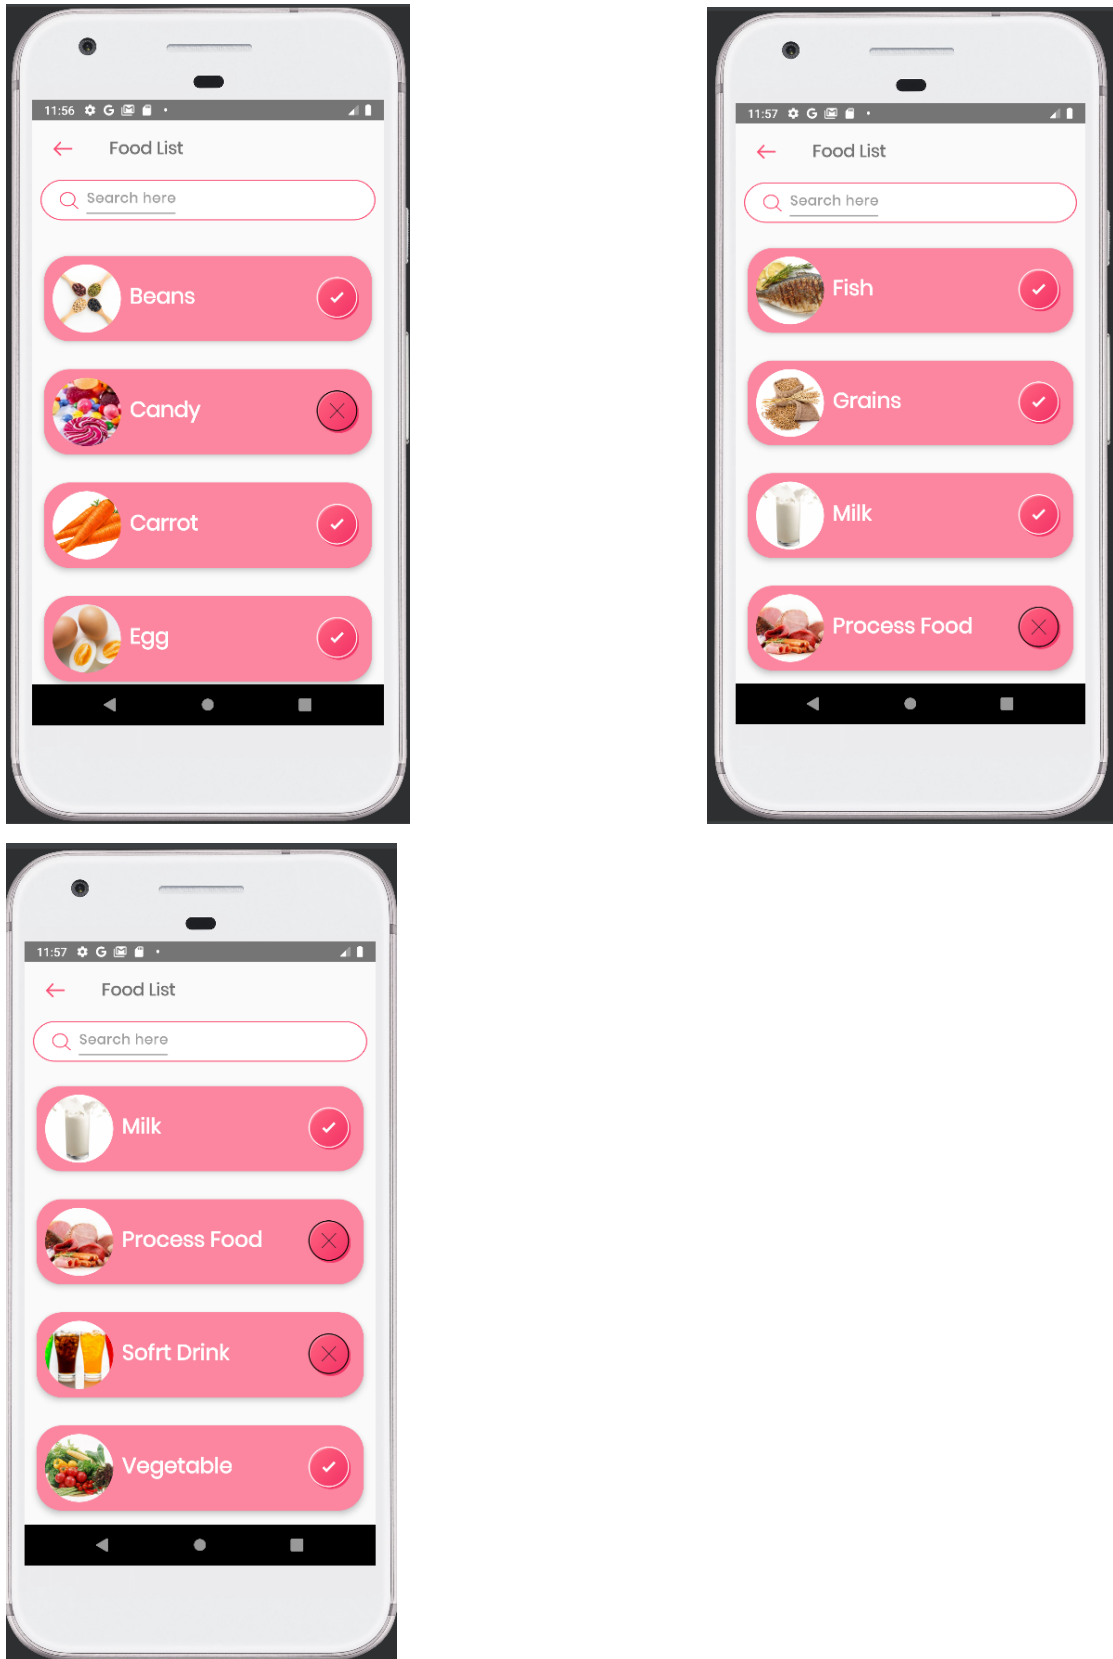 11:56
Food List
Search here
Beans
Candy
Carrot
Egg
11:57
Food List
Search here
Fish
Grains
Milk
Process Food
11:57
Food List
Search here
Milk
Process Food
Sofrt Drink
Vegetable